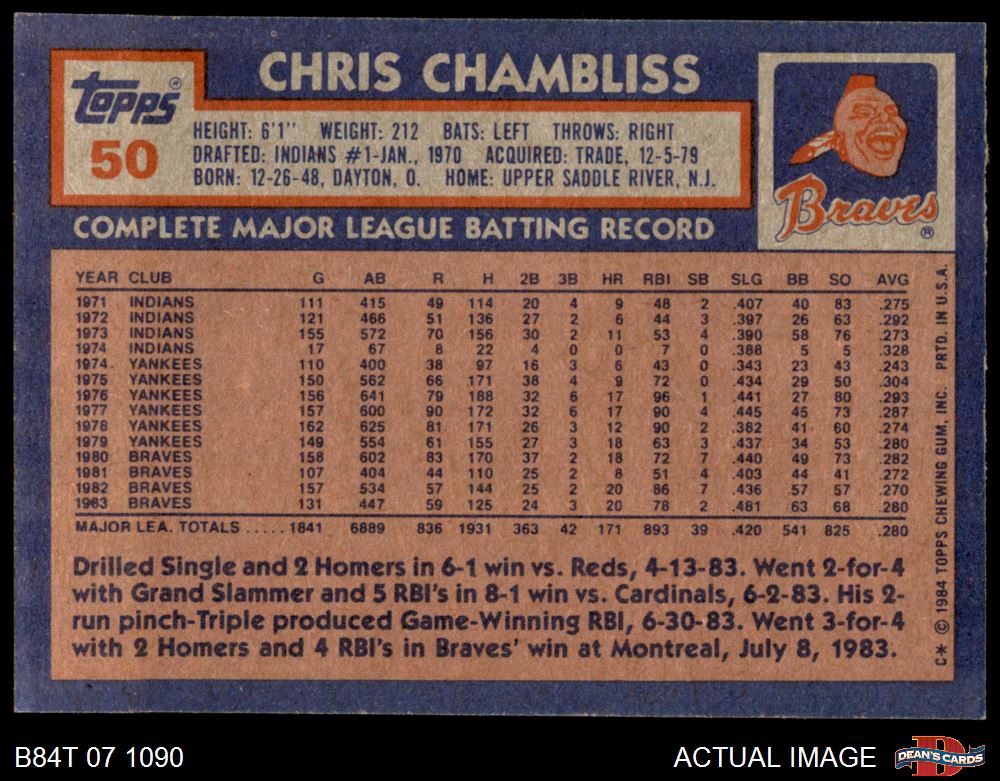 CHRIS CHAMBLISS
Topps®
50
HEIGHT: 6'1" WEIGHT: 212 BATS: LEFT THROWS: RIGHT
DRAFTED: INDIANS #1-JAN., 1970 ACQUIRED: TRADE, 12-5-79
BORN: 12-26-48, DAYTON, O. HOME: UPPER SADDLE RIVER, N.J.
Braves®
COMPLETE MAJOR LEAGUE BATTING RECORD
YEAR CLUB G AB R H 2B 3B HR RBI SB SLG BB SO AVG
1971 INDIANS 111 415 49 114 20 4 9 48 2 .407 40 83 .275
1972 INDIANS 121 466 51 136 27 2 6 44 3 .397 26 63 .292
1973 INDIANS 155 572 70 156 30 2 11 53 4 .390 58 76 .273
1974 INDIANS 17 67 8 22 4 0 0 7 0 .388 5 5 .328
1974 YANKEES 110 400 38 97 16 3 6 43 0 .343 23 43 .243
1975 YANKEES 150 562 66 171 38 4 9 72 0 .434 29 50 .304
1976 YANKEES 156 641 79 188 32 6 17 96 1 .441 27 80 .293
1977 YANKEES 157 600 90 172 32 6 17 90 4 .445 45 73 .287
1978 YANKEES 162 625 81 171 26 3 12 90 2 .382 41 60 .274
1979 YANKEES 149 554 61 155 27 3 18 63 3 .437 34 53 .280
1980 BRAVES 158 602 83 170 37 2 18 72 7 .440 49 73 .282
1981 BRAVES 107 404 44 110 25 2 8 51 4 .403 44 41 .272
1982 BRAVES 157 534 57 144 25 2 20 86 7 .436 57 57 .270
1983 BRAVES 131 447 59 125 24 3 20 78 2 .481 63 68 .280
MAJOR LEA. TOTALS ..... 1841 6889 836 1931 363 42 171 893 39 .420 541 825 .280
Drilled Single and 2 Homers in 6-1 win vs. Reds, 4-13-83. Went 2-for-4
with Grand Slammer and 5 RBI's in 8-1 win vs. Cardinals, 6-2-83. His 2-
run pinch-Triple produced Game-Winning RBI, 6-30-83. Went 3-for-4
with 2 Homers and 4 RBI's in Braves' win at Montreal, July 8, 1983.
C* © 1984 TOPPS CHEWING GUM, INC. PRTD. IN U.S.A.
B84T 07 1090
ACTUAL IMAGE
D
DEAN'S CARDS